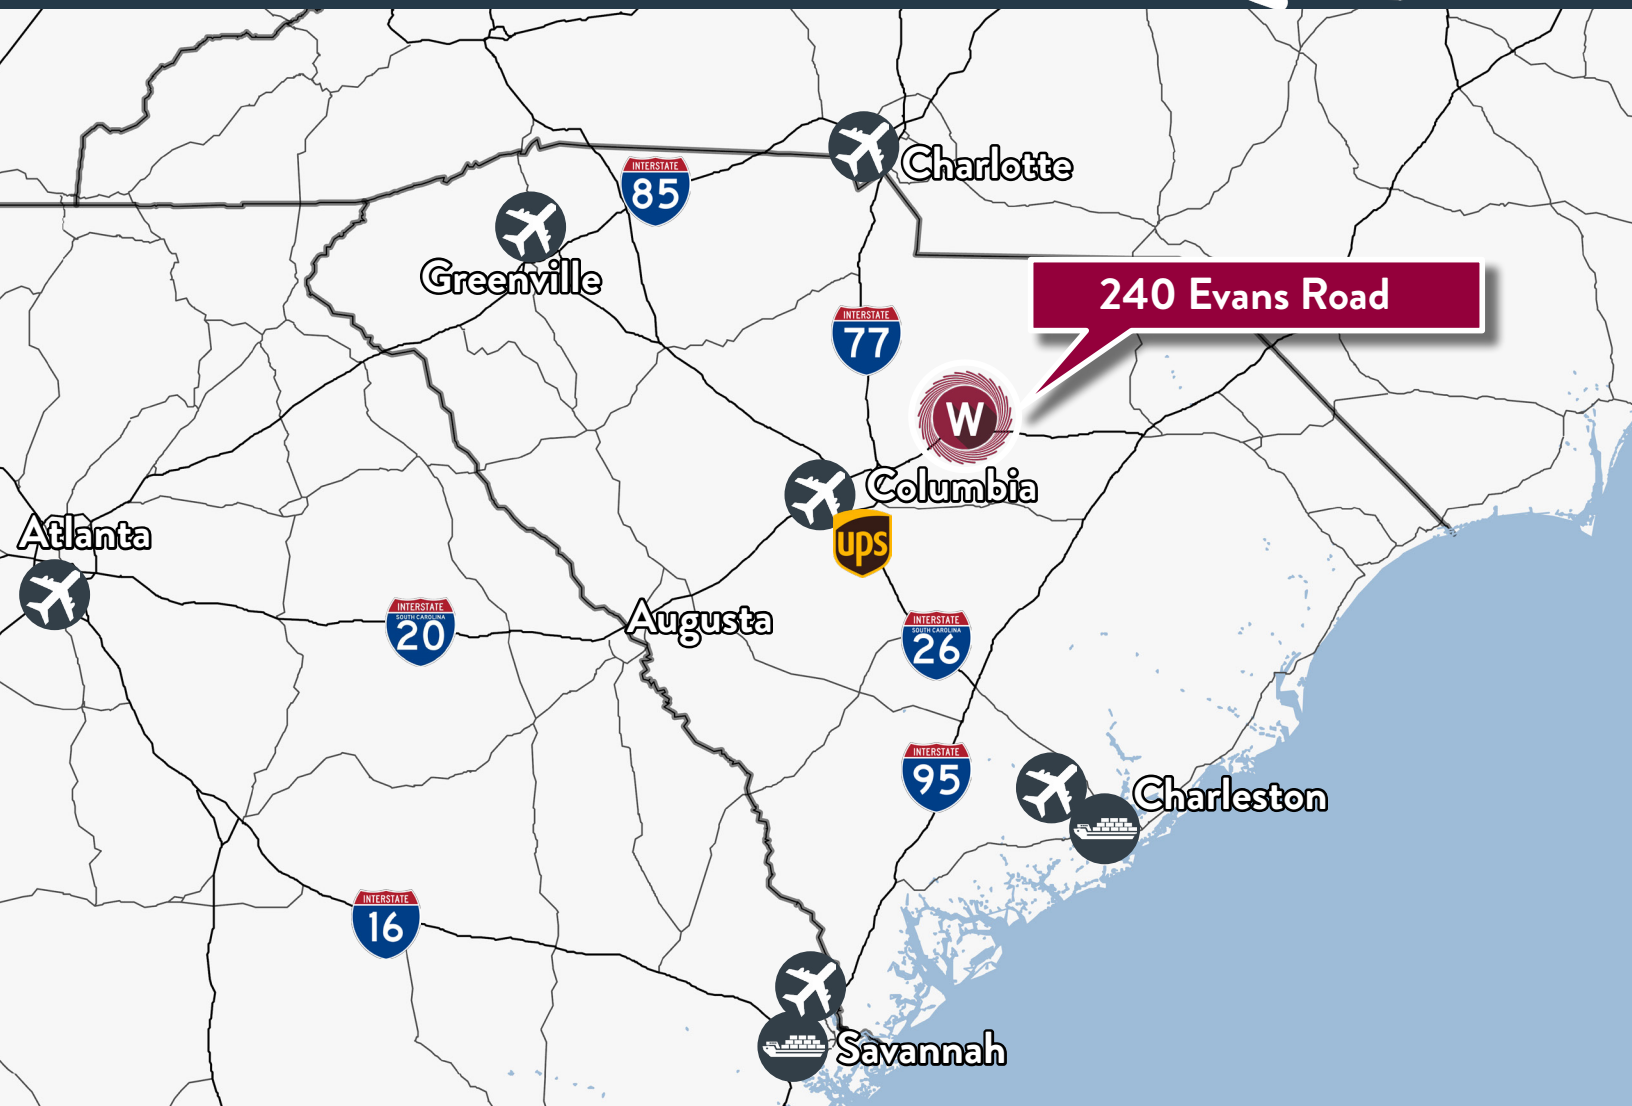 Charlotte
INTERSTATE
85
Greenville
240 Evans Road
INTERSTATE
77
W
Columbia
ups
Atlanta
INTERSTATE
SOUTH CAROLINA
20
Augusta
INTERSTATE
SOUTH CAROLINA
26
INTERSTATE
95
Charleston
INTERSTATE
16
Savannah